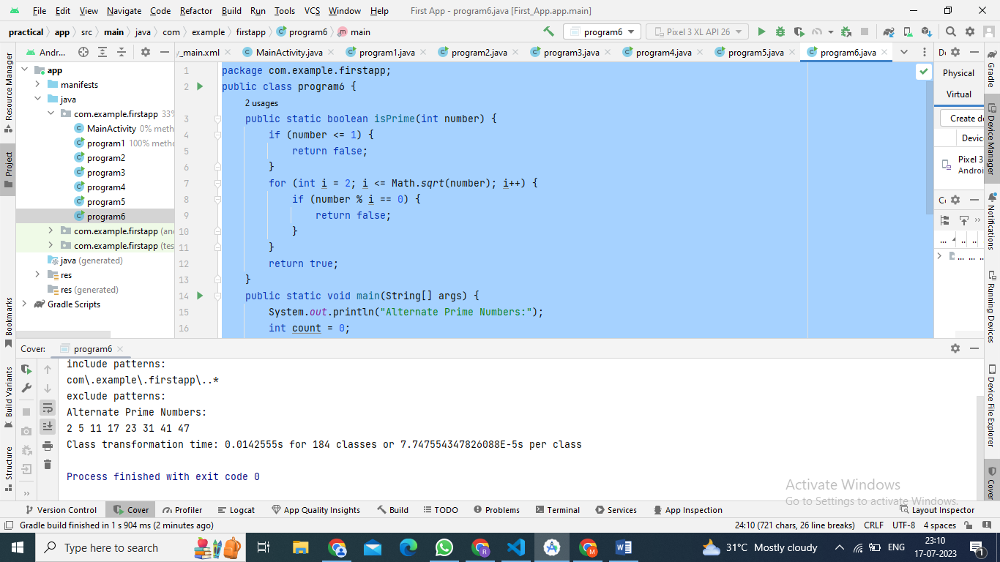 File Edit View Navigate Code Refactor Build Run Tools VCS Window Help First App - program6.java [First_App.app.main]
practical app src main java com example firstapp program6 main program6 Pixel 3 XL API 26
Andr... _main.xml MainActivity.java program1.java program2.java program3.java program4.java program5.java program6.java
Resource Manager
Project
Bookmarks
Build Variants
Structure
app
manifests
java
com.example.firstapp 33%
MainActivity 0% meth
program1 100% metho
program2
program3
program4
program5
program6
com.example.firstapp (an
com.example.firstapp (tes
java (generated)
res
res (generated)
Gradle Scripts
1 package com.example.firstapp;
2 public class program6 {
2 usages
3 public static boolean isPrime(int number) {
4 if (number <= 1) {
5 return false;
6 }
7 for (int i = 2; i <= Math.sqrt(number); i++) {
8 if (number % i == 0) {
9 return false;
10 }
11 }
12 return true;
13 }
14 public static void main(String[] args) {
15 System.out.println("Alternate Prime Numbers:");
16 int count = 0;
Physical
Virtual
Create de
Devic
Pixel 3
Androi
Gradle
Device Manager
Notifications
Running Devices
Device File Explorer
Cover
Cover: program6
include patterns:
com\.example\.firstapp\..*
exclude patterns:
Alternate Prime Numbers:
2 5 11 17 23 31 41 47
Class transformation time: 0.0142555s for 184 classes or 7.747554347826088E-5s per class
Process finished with exit code 0
Activate Windows
Go to Settings to activate Windows.
Version Control Cover Profiler Logcat App Quality Insights Build TODO Problems Terminal Services App Inspection Layout Inspector
Gradle build finished in 1 s 904 ms (2 minutes ago) 24:10 (721 chars, 26 line breaks) CRLF UTF-8 4 spaces
Type here to search 31°C Mostly cloudy ENG 23:10
17-07-2023 1